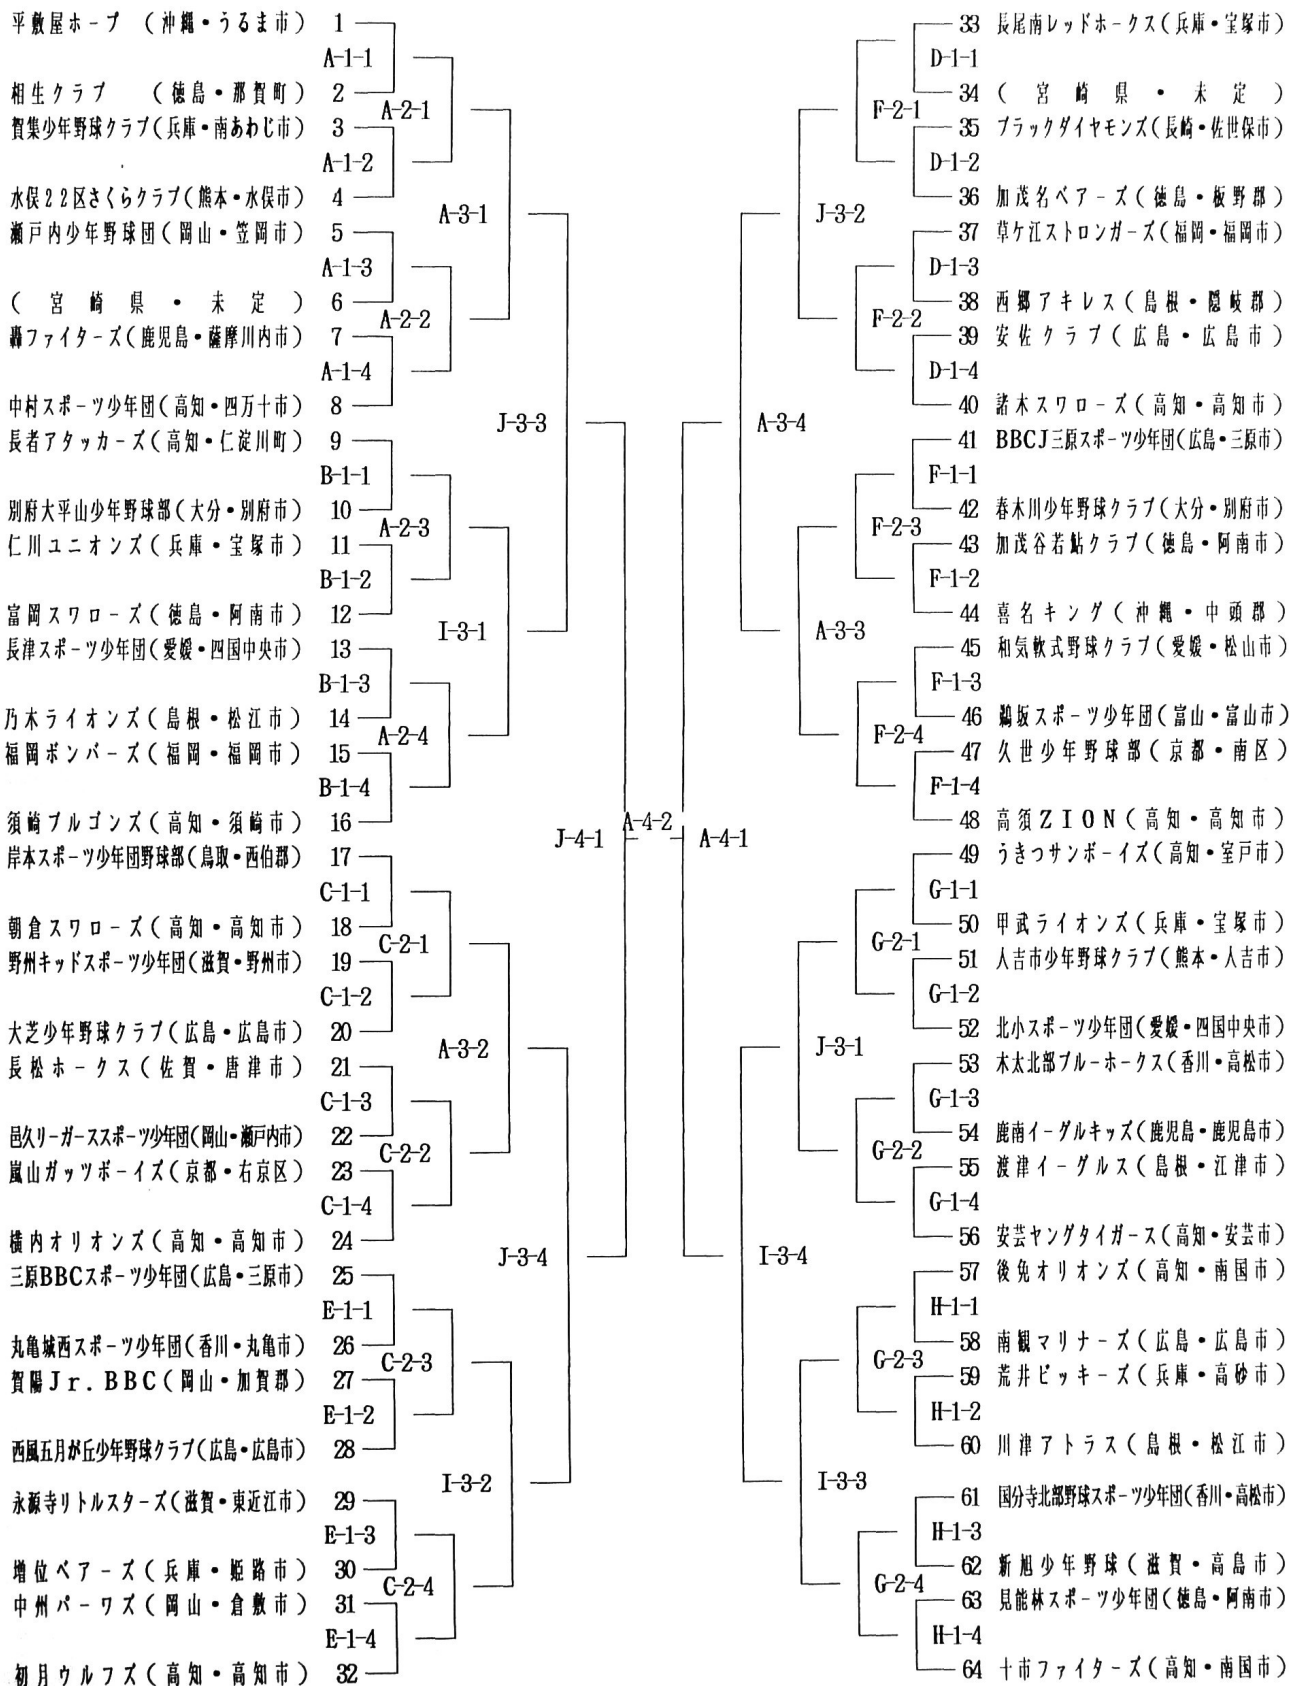 平敷屋ホープ (沖縄・うるま市) 1
A-1-1
相生クラブ (徳島・那賀町) 2
A-2-1
賀集少年野球クラブ(兵庫・南あわじ市) 3
A-1-2
水俣22区さくらクラブ(熊本・水俣市) 4
A-3-1
瀬戸内少年野球団(岡山・笠岡市) 5
A-1-3
(宮崎県・未定) 6
A-2-2
轟ファイターズ(鹿児島・薩摩川内市) 7
A-1-4
中村スポーツ少年団(高知・四万十市) 8
J-3-3
長者アタッカーズ(高知・仁淀川町) 9
B-1-1
別府大平山少年野球部(大分・別府市) 10
A-2-3
仁川ユニオンズ(兵庫・宝塚市) 11
B-1-2
富岡スワローズ(徳島・阿南市) 12
I-3-1
長津スポーツ少年団(愛媛・四国中央市) 13
B-1-3
乃木ライオンズ(島根・松江市) 14
A-2-4
福岡ボンバーズ(福岡・福岡市) 15
B-1-4
須崎ブルゴンズ(高知・須崎市) 16
J-4-1
A-4-2
A-4-1
岸本スポーツ少年団野球部(鳥取・西伯郡) 17
C-1-1
朝倉スワローズ(高知・高知市) 18
C-2-1
野州キッドスポーツ少年団(滋賀・野州市) 19
C-1-2
大芝少年野球クラブ(広島・広島市) 20
A-3-2
長松ホークス(佐賀・唐津市) 21
C-1-3
邑久リーガーススポーツ少年団(岡山・瀬戸内市) 22
C-2-2
嵐山ガッツボーイズ(京都・右京区) 23
C-1-4
横内オリオンズ(高知・高知市) 24
J-3-4
三原BBCスポーツ少年団(広島・三原市) 25
E-1-1
丸亀城西スポーツ少年団(香川・丸亀市) 26
C-2-3
賀陽Jr.BBC(岡山・加賀郡) 27
E-1-2
西風五月が丘少年野球クラブ(広島・広島市) 28
I-3-2
永源寺リトルスターズ(滋賀・東近江市) 29
E-1-3
増位ベアーズ(兵庫・姫路市) 30
C-2-4
中州パーワズ(岡山・倉敷市) 31
E-1-4
初月ウルフズ(高知・高知市) 32
33 長尾南レッドホークス(兵庫・宝塚市)
D-1-1
34 (宮崎県・未定)
F-2-1
35 ブラックダイヤモンズ(長崎・佐世保市)
D-1-2
36 加茂名ベアーズ(徳島・板野郡)
J-3-2
37 草ケ江ストロンガーズ(福岡・福岡市)
D-1-3
38 西郷アキレス(島根・隠岐郡)
F-2-2
39 安佐クラブ(広島・広島市)
D-1-4
40 諸木スワローズ(高知・高知市)
A-3-4
41 BBCJ三原スポーツ少年団(広島・三原市)
F-1-1
42 春木川少年野球クラブ(大分・別府市)
F-2-3
43 加茂谷若鮎クラブ(徳島・阿南市)
F-1-2
44 喜名キング(沖縄・中頭郡)
A-3-3
45 和気軟式野球クラブ(愛媛・松山市)
F-1-3
46 鵜坂スポーツ少年団(富山・富山市)
F-2-4
47 久世少年野球部(京都・南区)
F-1-4
48 高須ZION(高知・高知市)
49 うきつサンボーイズ(高知・室戸市)
G-1-1
50 甲武ライオンズ(兵庫・宝塚市)
G-2-1
51 人吉市少年野球クラブ(熊本・人吉市)
G-1-2
52 北小スポーツ少年団(愛媛・四国中央市)
J-3-1
53 木太北部ブルーホークス(香川・高松市)
G-1-3
54 鹿南イーグルキッズ(鹿児島・鹿児島市)
G-2-2
55 渡津イーグルス(島根・江津市)
G-1-4
56 安芸ヤングタイガース(高知・安芸市)
I-3-4
57 後免オリオンズ(高知・南国市)
H-1-1
58 南観マリナーズ(広島・広島市)
G-2-3
59 荒井ビッキーズ(兵庫・高砂市)
H-1-2
60 川津アトラス(島根・松江市)
I-3-3
61 国分寺北部野球スポーツ少年団(香川・高松市)
H-1-3
62 新旭少年野球(滋賀・高島市)
G-2-4
63 見能林スポーツ少年団(徳島・阿南市)
H-1-4
64 十市ファイターズ(高知・南国市)